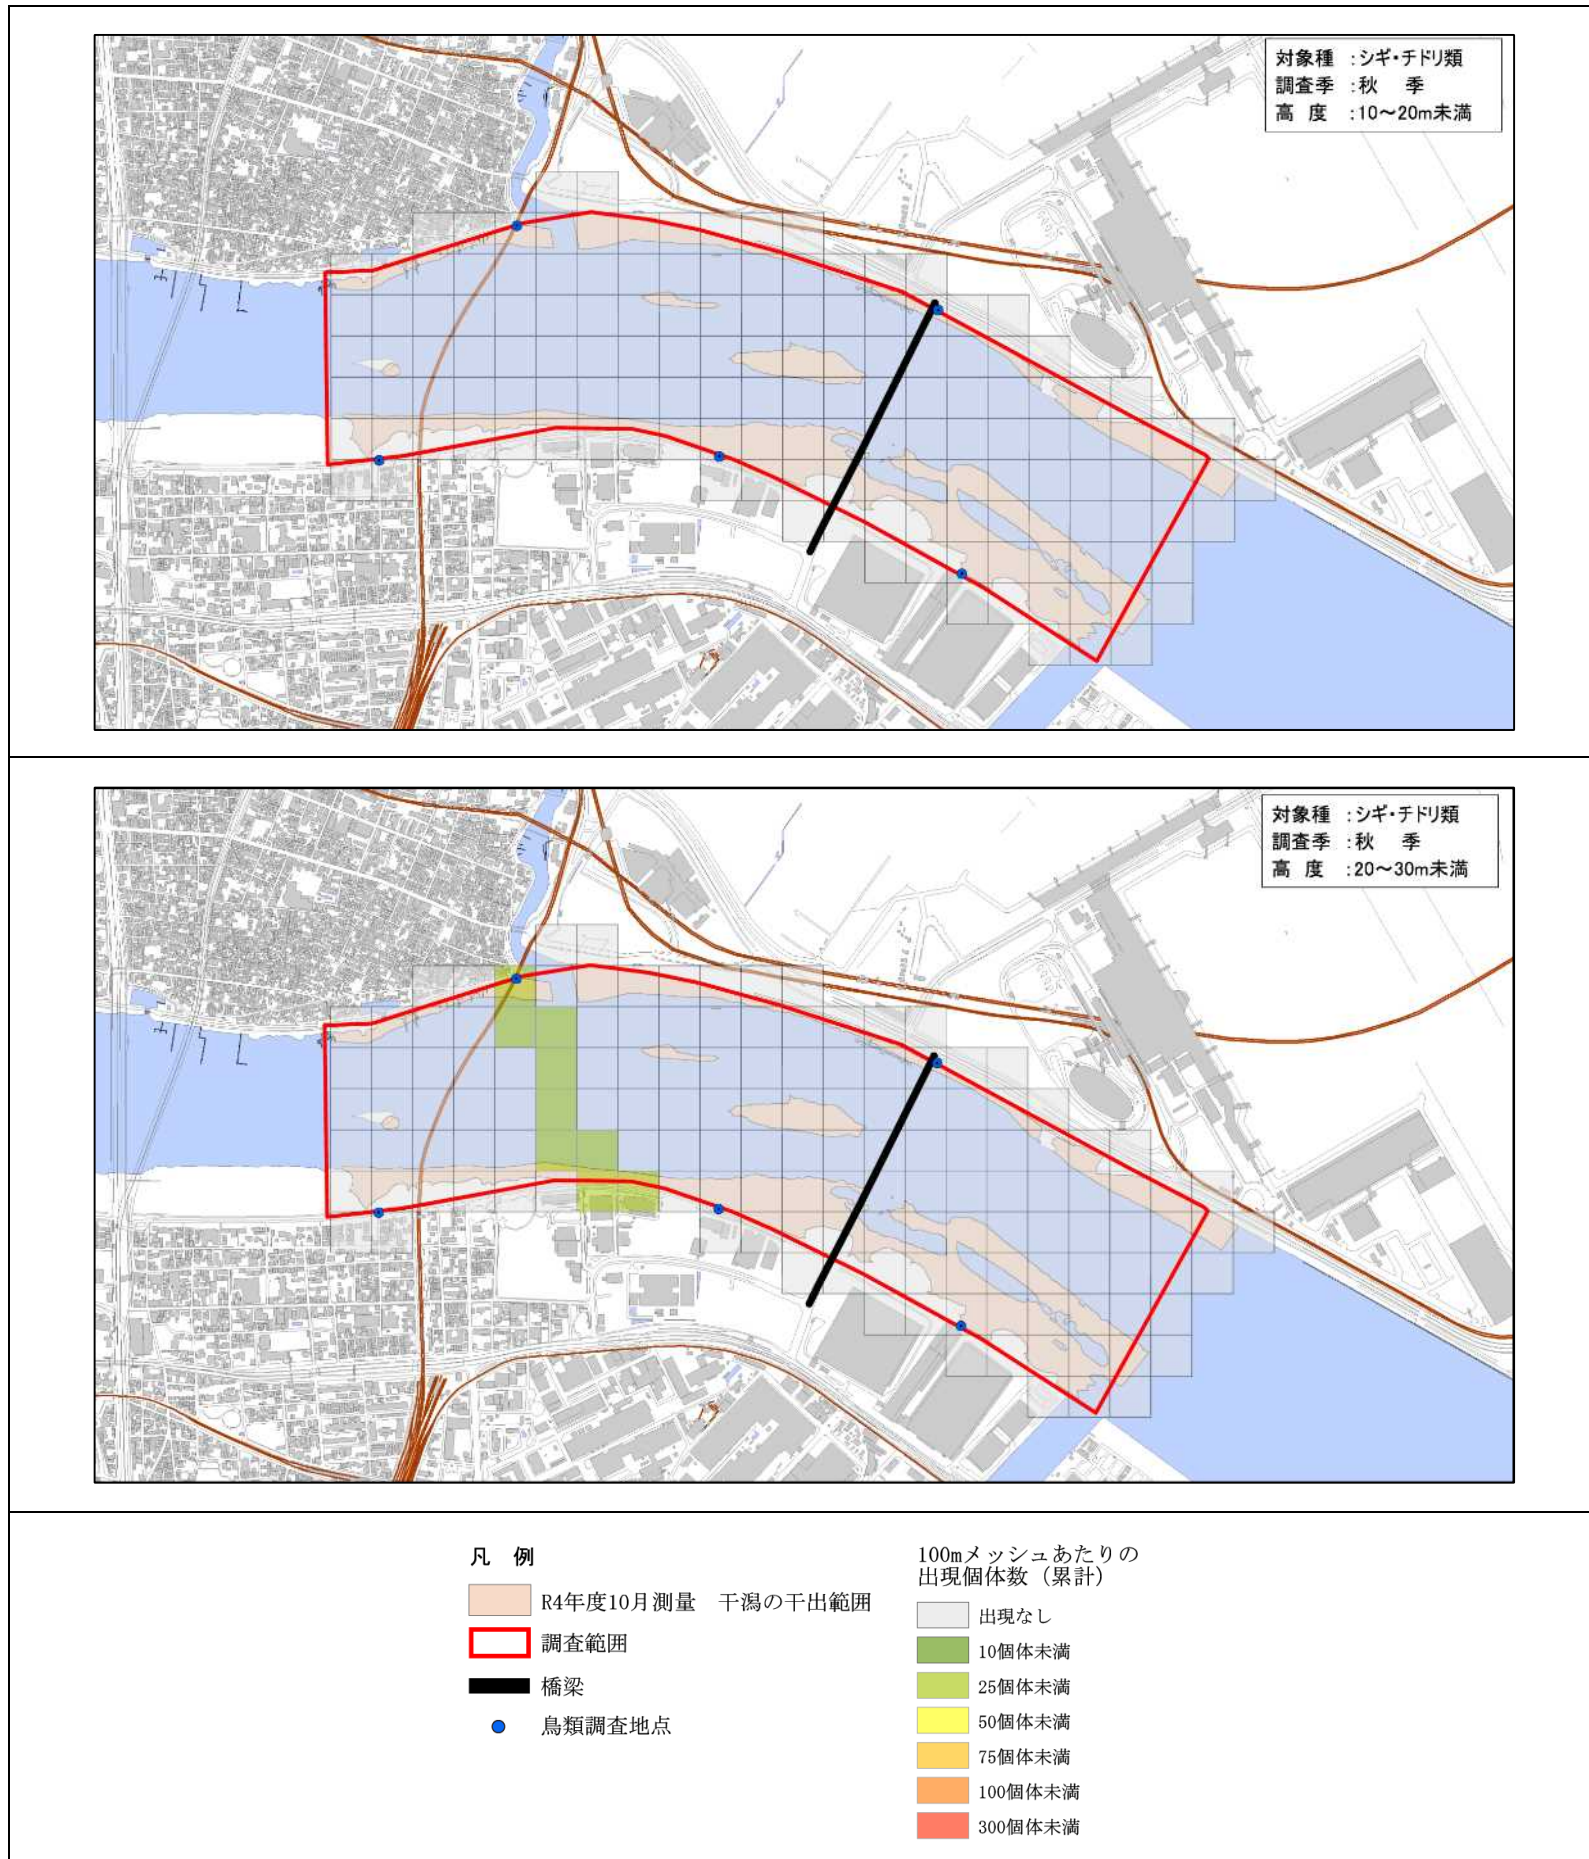 対象種 :シギ・チドリ類
調査季 :秋 季
高 度 :10～20m未満
対象種 :シギ・チドリ類
調査季 :秋 季
高 度 :20～30m未満
凡 例
R4年度10月測量 干潟の干出範囲
調査範囲
橋梁
鳥類調査地点
100mメッシュあたりの
出現個体数（累計）
出現なし
10個体未満
25個体未満
50個体未満
75個体未満
100個体未満
300個体未満